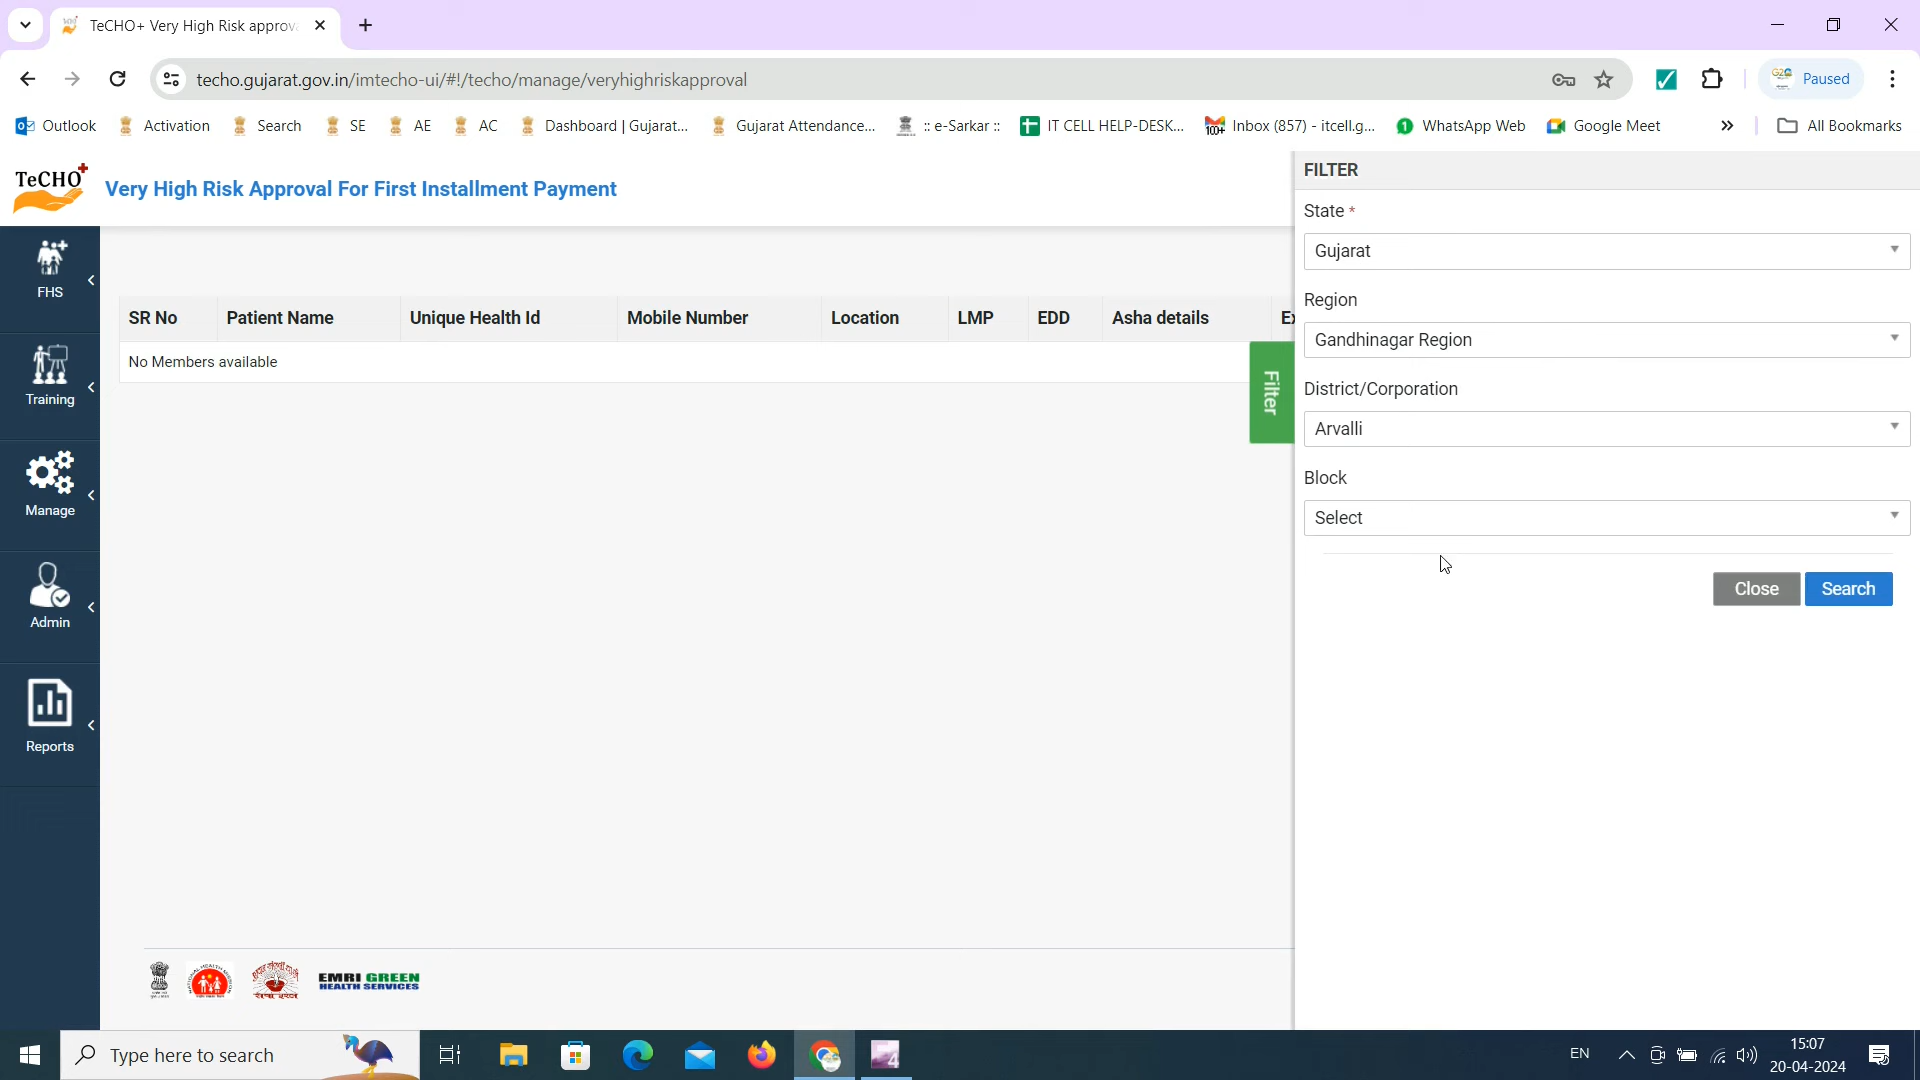 TeCHO+ Very High Risk approv
techo.gujarat.gov.in/imtecho-ui/#!/techo/manage/veryhighriskapproval
Paused
Outlook Activation Search SE AE AC Dashboard | Gujarat... Gujarat Attendance... :: e-Sarkar :: IT CELL HELP-DESK... Inbox (857) - itcell.g... WhatsApp Web Google Meet » All Bookmarks
TeCHO+ Very High Risk Approval For First Installment Payment
FHS
Training
Manage
Admin
Reports
SR No Patient Name Unique Health Id Mobile Number Location LMP EDD Asha details Ex
No Members available
Filter
FILTER
State *
Gujarat
Region
Gandhinagar Region
District/Corporation
Arvalli
Block
Select
Close Search
EMRI GREEN
HEALTH SERVICES
Type here to search
EN
15:07
20-04-2024